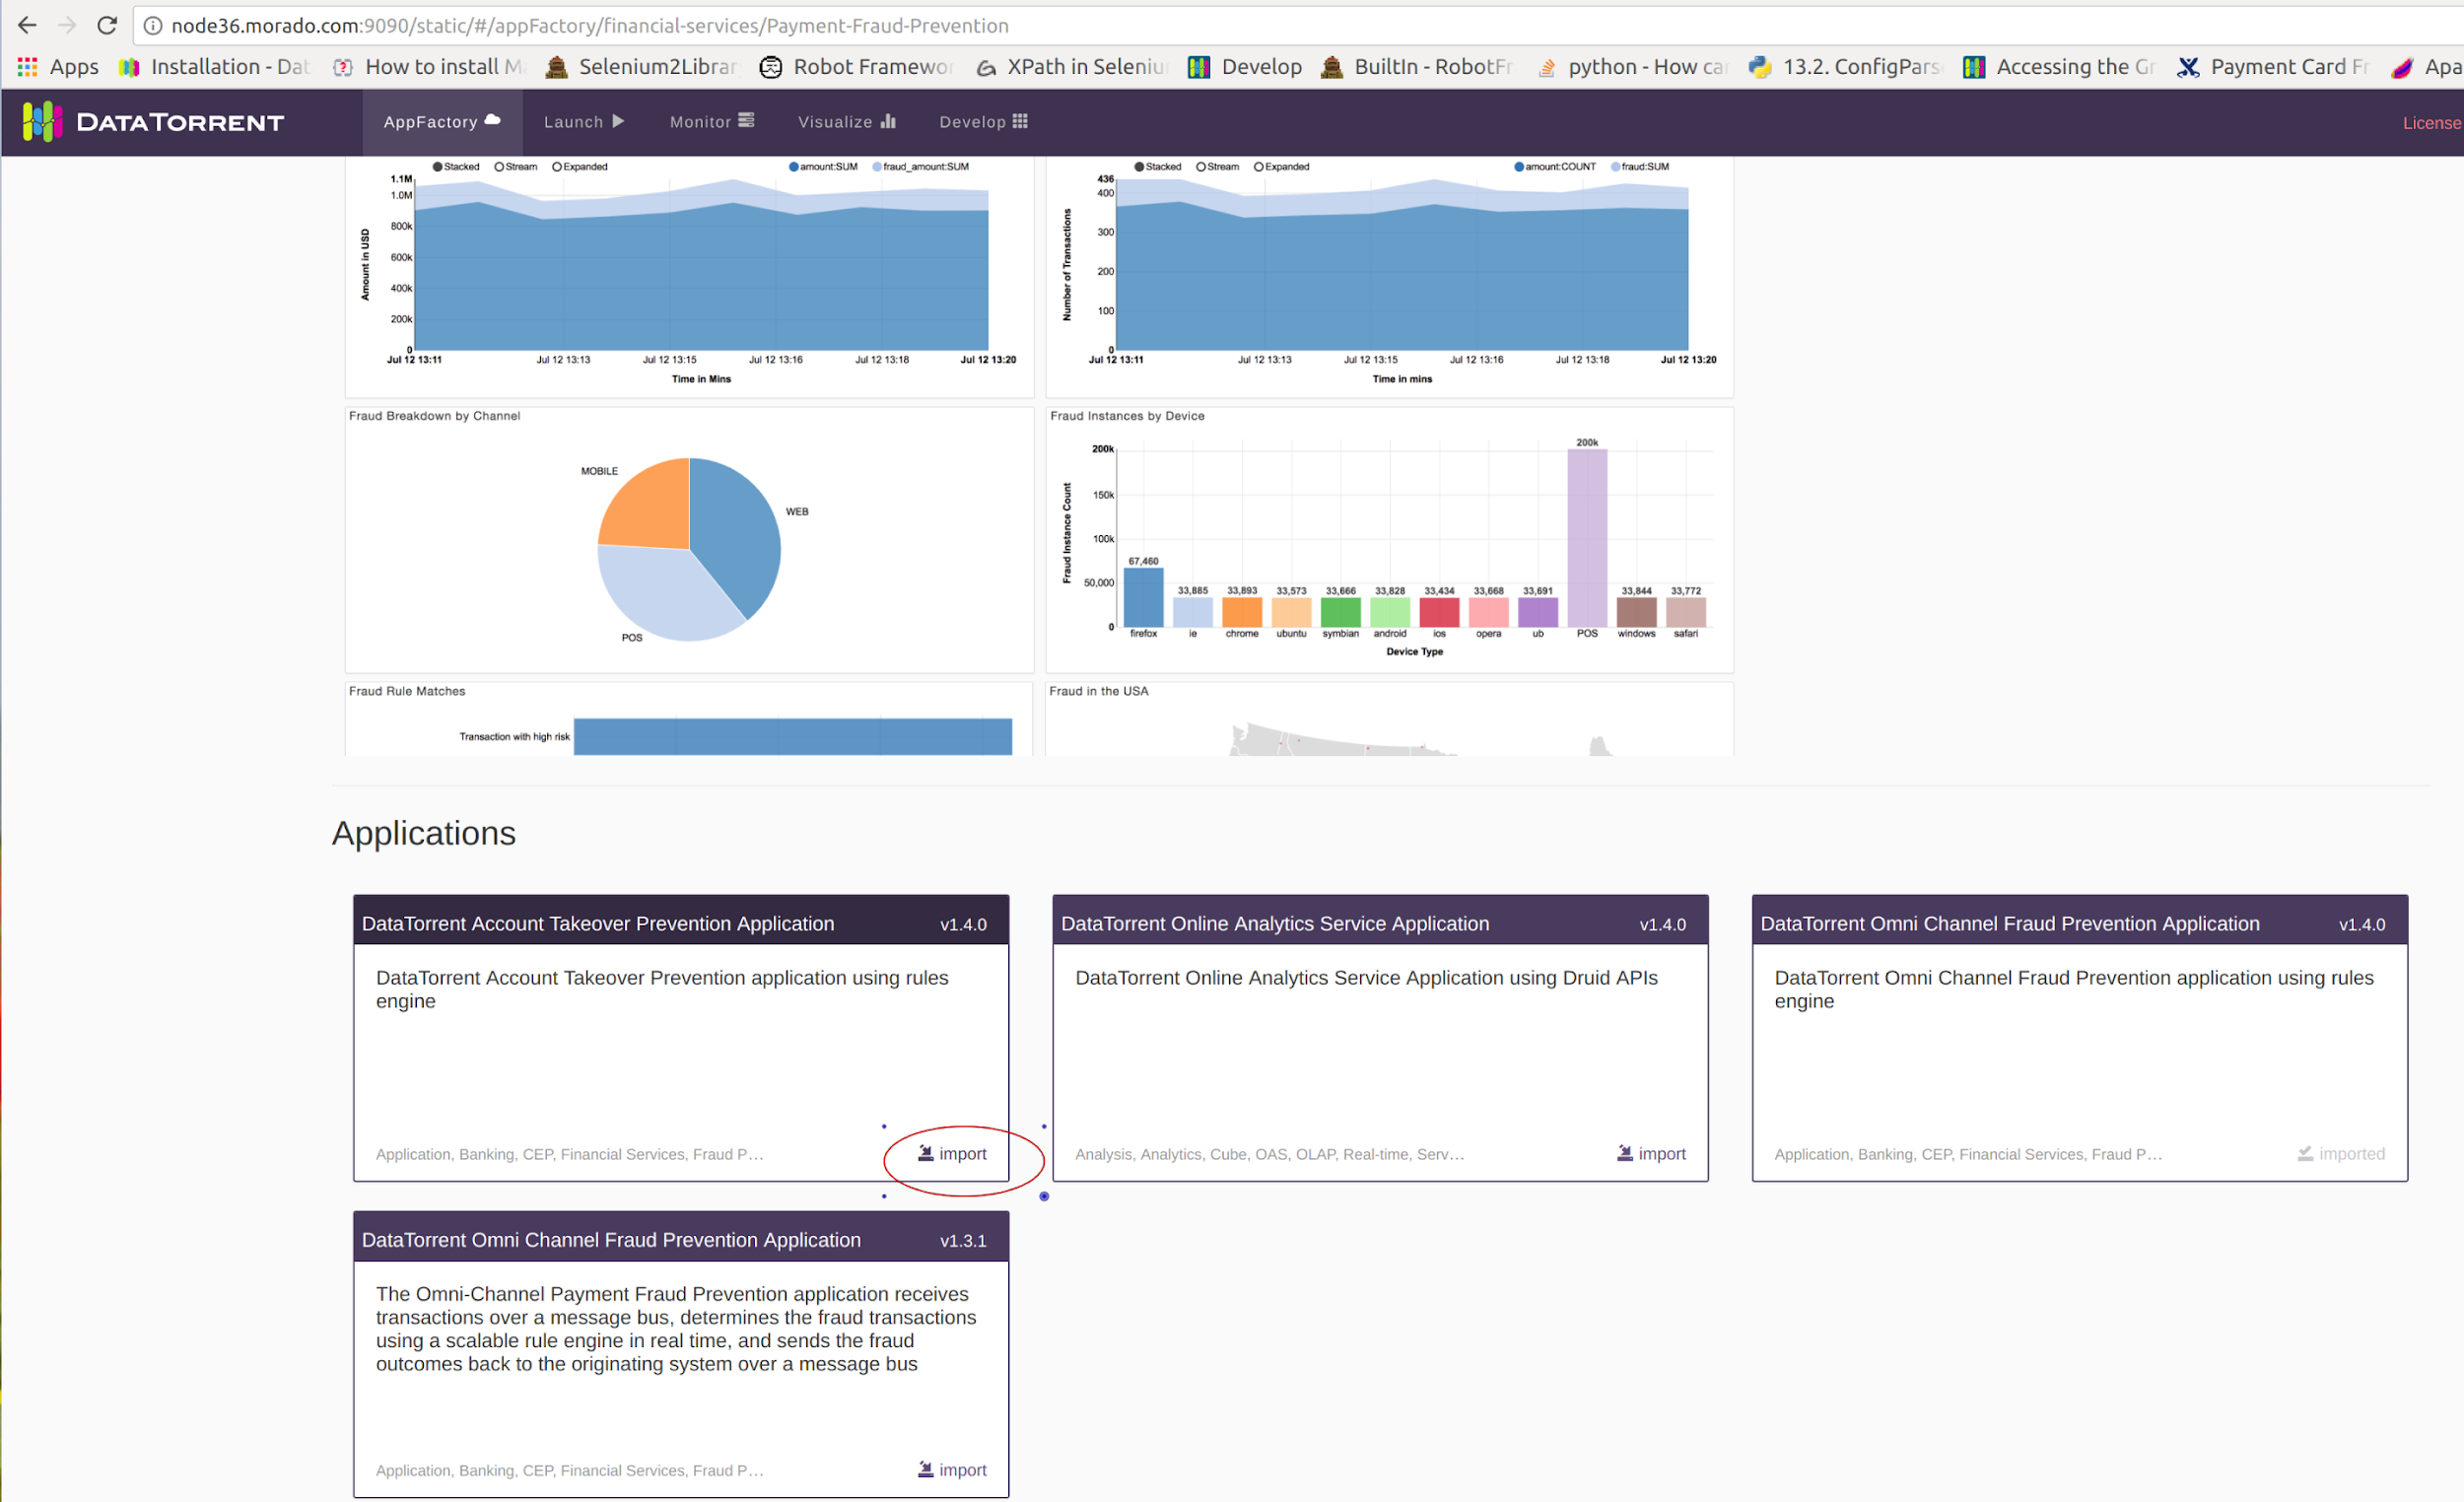 node36.morado.com:9090/static/#/appFactory/financial-services/Payment-Fraud-Prevention
Apps Installation - Dat How to install M Selenium2Librar Robot Framewor XPath in Seleniu Develop BuiltIn - RobotFr python - How car 13.2. ConfigPars Accessing the Gr Payment Card Fr Apa
DATATORRENT AppFactory Launch Monitor Visualize Develop License
Stacked Stream Expanded amount:SUM fraud_amount:SUM
1.1M
1.0M
800k
600k
400k
200k
0
Amount in USD
Jul 12 13:11 Jul 12 13:13 Jul 12 13:15 Jul 12 13:16 Jul 12 13:18 Jul 12 13:20
Time in Mins
Stacked Stream Expanded amount:COUNT fraud:SUM
436
400
300
200
100
0
Number of Transactions
Jul 12 13:11 Jul 12 13:13 Jul 12 13:15 Jul 12 13:16 Jul 12 13:18 Jul 12 13:20
Time in mins
Fraud Breakdown by Channel
MOBILE
WEB
POS
Fraud Instances by Device
200k
150k
100k
50,000
0
Fraud Instance Count
67,460 33,885 33,893 33,573 33,666 33,828 33,434 33,668 33,691 200k 33,844 33,772
firefox ie chrome ubuntu symbian android ios opera ub POS windows safari
Device Type
Fraud Rule Matches
Transaction with high risk
Fraud in the USA
Applications
DataTorrent Account Takeover Prevention Application v1.4.0
DataTorrent Account Takeover Prevention application using rules
engine
Application, Banking, CEP, Financial Services, Fraud P… import
DataTorrent Online Analytics Service Application v1.4.0
DataTorrent Online Analytics Service Application using Druid APIs
Analysis, Analytics, Cube, OAS, OLAP, Real-time, Serv… import
DataTorrent Omni Channel Fraud Prevention Application v1.4.0
DataTorrent Omni Channel Fraud Prevention application using rules
engine
Application, Banking, CEP, Financial Services, Fraud P… imported
DataTorrent Omni Channel Fraud Prevention Application v1.3.1
The Omni-Channel Payment Fraud Prevention application receives
transactions over a message bus, determines the fraud transactions
using a scalable rule engine in real time, and sends the fraud
outcomes back to the originating system over a message bus
Application, Banking, CEP, Financial Services, Fraud P… import